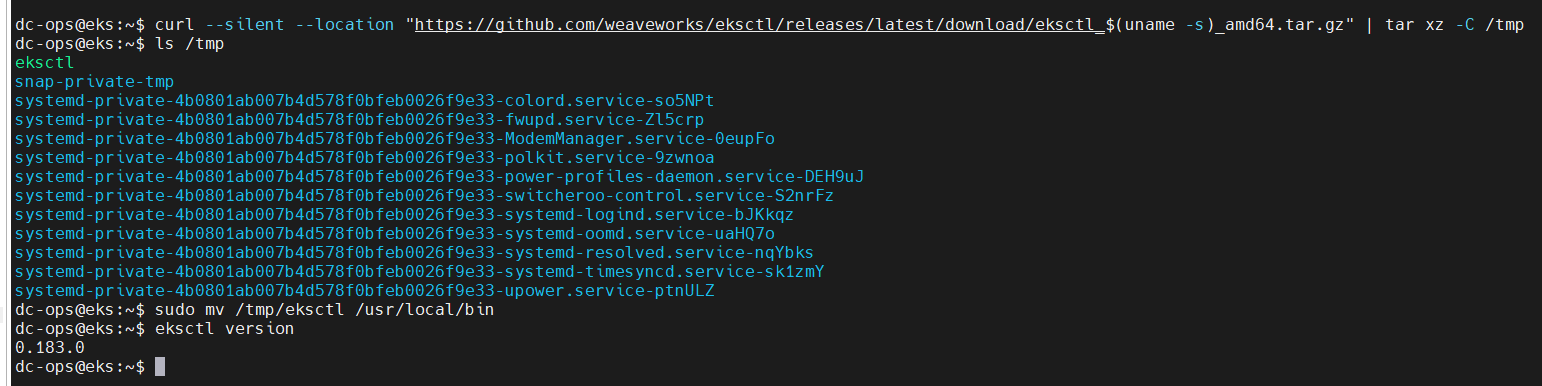 dc-ops@eks:~$ curl --silent --location "https://github.com/weaveworks/eksctl/releases/latest/download/eksctl_$(uname -s)_amd64.tar.gz" | tar xz -C /tmp
dc-ops@eks:~$ ls /tmp
eksctl
snap-private-tmp
systemd-private-4b0801ab007b4d578f0bfeb0026f9e33-colord.service-so5NPt
systemd-private-4b0801ab007b4d578f0bfeb0026f9e33-fwupd.service-Zl5crp
systemd-private-4b0801ab007b4d578f0bfeb0026f9e33-ModemManager.service-0eupFo
systemd-private-4b0801ab007b4d578f0bfeb0026f9e33-polkit.service-9zwnoa
systemd-private-4b0801ab007b4d578f0bfeb0026f9e33-power-profiles-daemon.service-DEH9uJ
systemd-private-4b0801ab007b4d578f0bfeb0026f9e33-switcheroo-control.service-S2nrFz
systemd-private-4b0801ab007b4d578f0bfeb0026f9e33-systemd-logind.service-bJKkqz
systemd-private-4b0801ab007b4d578f0bfeb0026f9e33-systemd-oomd.service-uaHQ7o
systemd-private-4b0801ab007b4d578f0bfeb0026f9e33-systemd-resolved.service-nqYbks
systemd-private-4b0801ab007b4d578f0bfeb0026f9e33-systemd-timesyncd.service-sk1zmY
systemd-private-4b0801ab007b4d578f0bfeb0026f9e33-upower.service-ptnULZ
dc-ops@eks:~$ sudo mv /tmp/eksctl /usr/local/bin
dc-ops@eks:~$ eksctl version
0.183.0
dc-ops@eks:~$